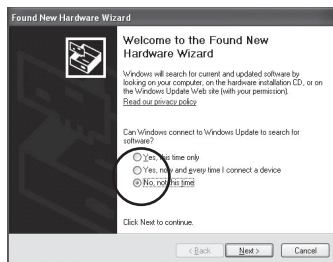 Found New Hardware Wizard
Welcome to the Found New
Hardware Wizard
Windows will search for current and updated software by
looking on your computer, on the hardware installation CD, or on
the Windows Update Web site (with your permission).
Read our privacy policy
Can Windows connect to Windows Update to search for
software?
Yes, this time only
Yes, now and every time I connect a device
No, not this time
Click Next to continue.
< Back
Next >
Cancel